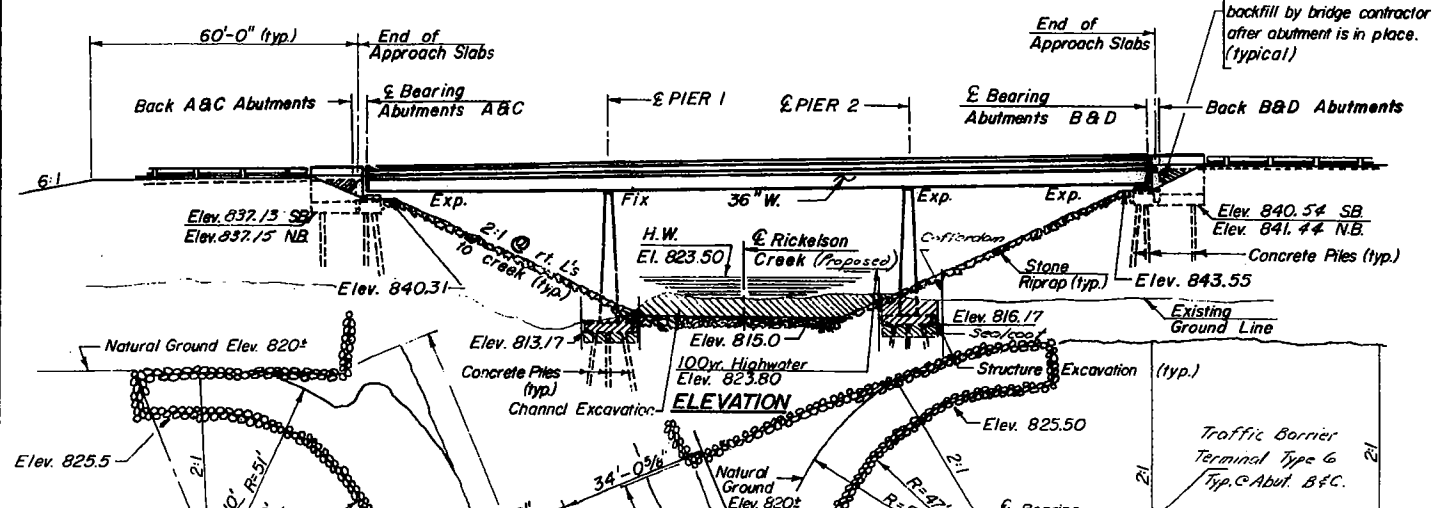 backfill by bridge contractor
after abutment is in place.
(typical)
60'-0" (typ.)
End of
Approach Slabs
End of
Approach Slabs
Back A&C Abutments
℄ Bearing
Abutments A&C
℄ PIER 1
℄ PIER 2
℄ Bearing
Abutments B&D
Back B&D Abutments
6:1
Exp.
Fix
36" W.
Exp.
Exp.
Elev. 837.13 SB
Elev. 837.15 N.B.
Elev. 840.54 SB.
Elev. 841.44 N.B.
2:1 @ rt. L's
to creek (typ.)
H.W.
El. 823.50
℄ Rickelson
Creek (Proposed)
Cofferdam
Concrete Piles (typ.)
Stone
Riprap (typ.)
Elev. 840.31
Elev. 843.55
Existing
Ground Line
Elev. 813.17
Elev. 815.0
Elev. 816.17
Seal coat
Natural Ground Elev. 820±
100yr. Highwater
Elev. 823.80
Concrete Piles
(typ.)
Structure Excavation (typ.)
Channel Excavation
ELEVATION
Elev. 825.5
Elev. 825.50
2:1
R=51'
34'-0⅝"
Natural
Ground
Elev. 820±
R=47'
2:1
2:1
2:1
Traffic Barrier
Terminal Type 6
Typ. @ Abut. B&C.
℄ Bearing